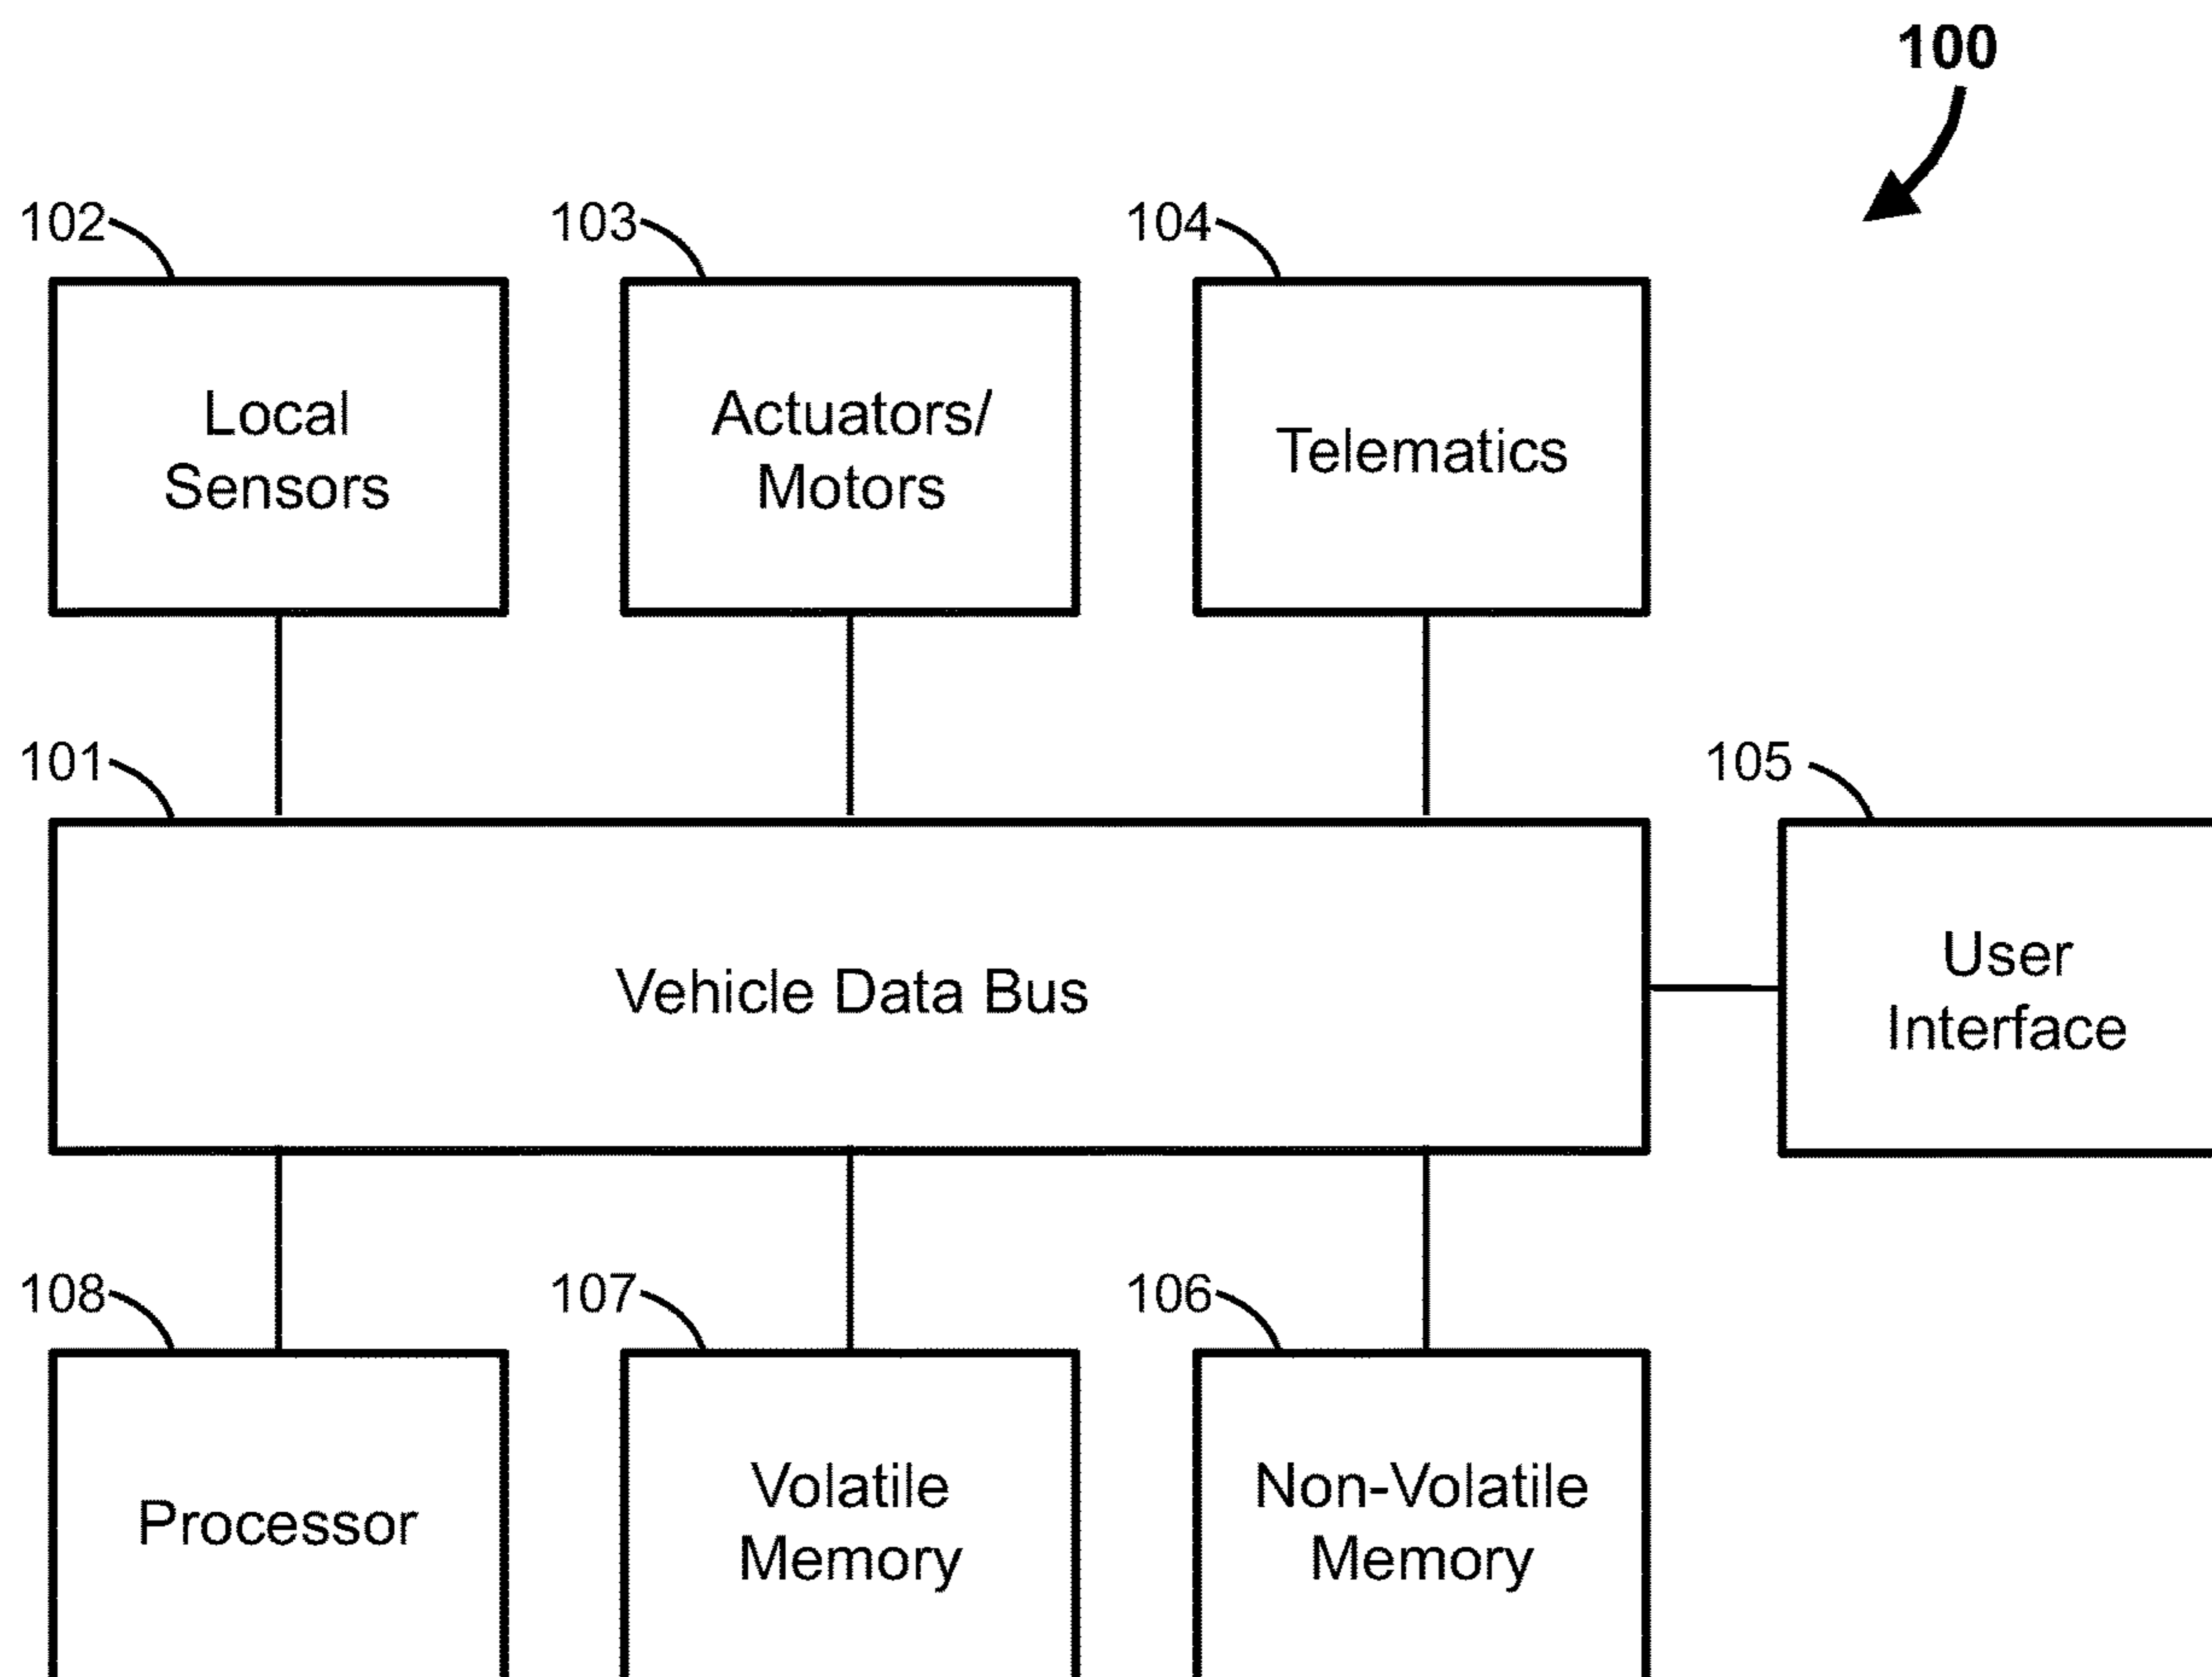 100
102
103
104
Local
Sensors
Actuators/
Motors
Telematics
101
105
Vehicle Data Bus
User
Interface
108
107
106
Processor
Volatile
Memory
Non-Volatile
Memory